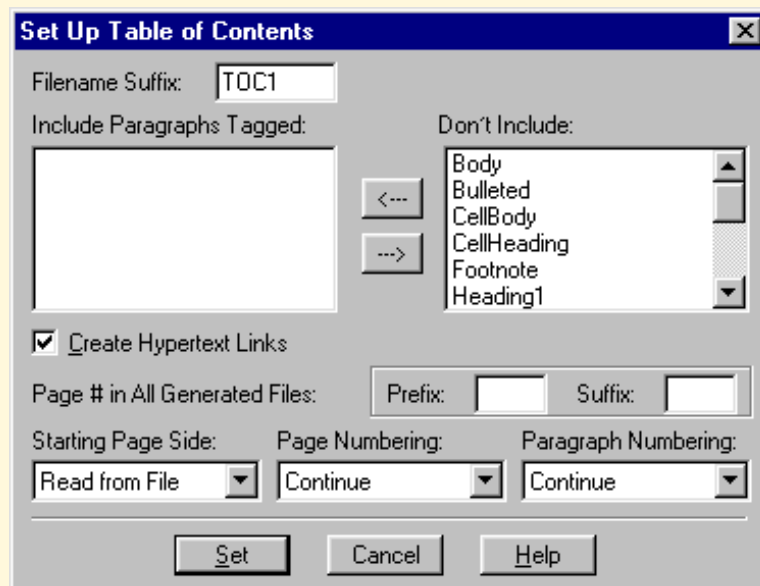 Set Up Table of Contents
Filename Suffix: TOC1
Include Paragraphs Tagged: Don´t Include:
Body
Bulleted
<--- CellBody
CellHeading
---> Footnote
Heading1
Create Hypertext Links
Page # in All Generated Files: Prefix: Suffix:
Starting Page Side: Page Numbering: Paragraph Numbering:
Read from File Continue Continue
Set Cancel Help